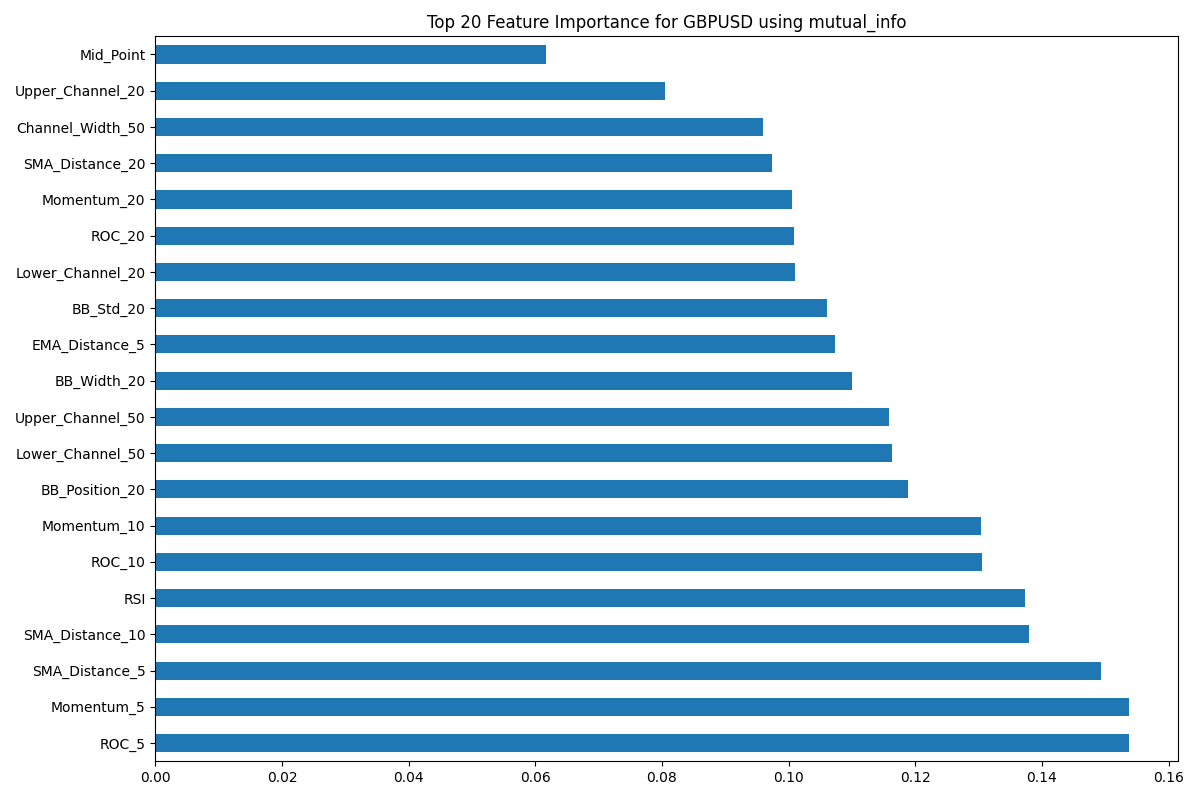 Top 20 Feature Importance for GBPUSD using mutual_info
Mid_Point
Upper_Channel_20
Channel_Width_50
SMA_Distance_20
Momentum_20
ROC_20
Lower_Channel_20
BB_Std_20
EMA_Distance_5
BB_Width_20
Upper_Channel_50
Lower_Channel_50
BB_Position_20
Momentum_10
ROC_10
RSI
SMA_Distance_10
SMA_Distance_5
Momentum_5
ROC_5
0.00 0.02 0.04 0.06 0.08 0.10 0.12 0.14 0.16